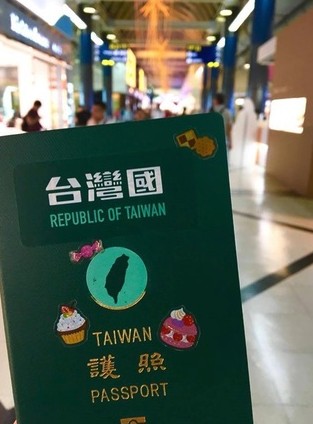 台灣國
REPUBLIC OF TAIWAN
TAIWAN
護照
PASSPORT